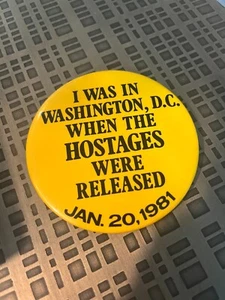 I WAS IN
WASHINGTON, D.C.
WHEN THE
HOSTAGES
WERE
RELEASED
JAN. 20, 1981